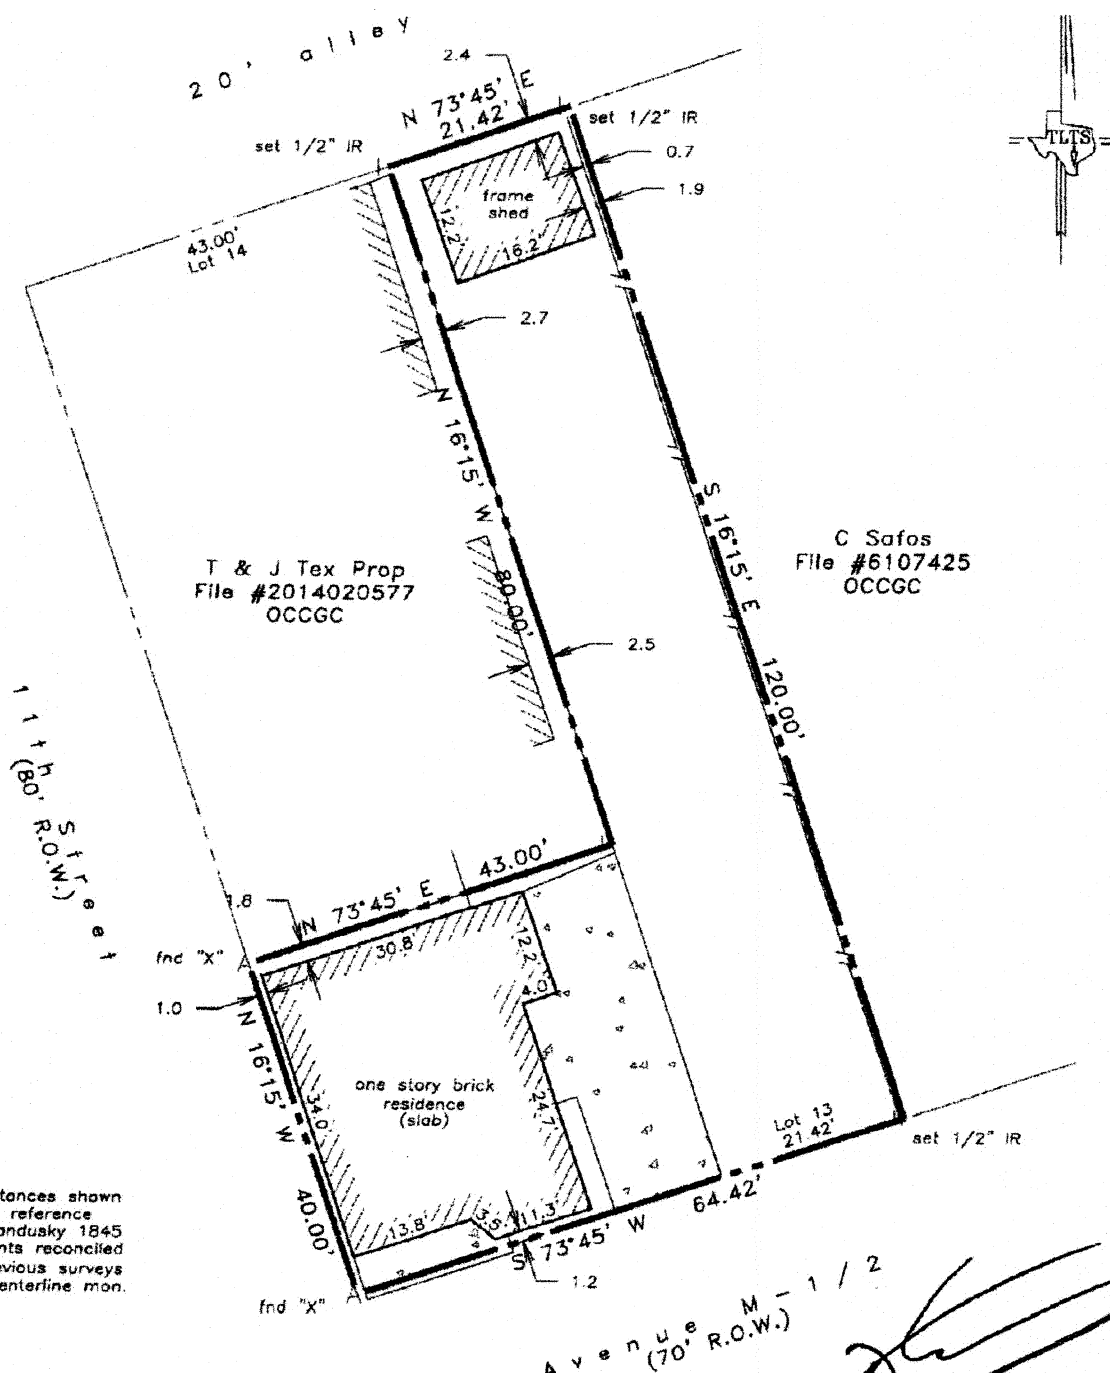 20' alley
2.4
N 73°45' E
21.42'
set 1/2" IR
set 1/2" IR
TLTS
0.7
1.9
frame
shed
12.2'
16.2'
43.00'
Lot 14
2.7
N 16°15' W
80.00'
S 16°15' E
120.00'
T & J Tex Prop
File #2014020577
OCCGC
C Safos
File #6107425
OCCGC
2.5
11th Street
(80' R.O.W.)
1.8
N 73°45' E
43.00'
30.8'
12.2'
4.0'
fnd "X"
1.0
N 16°15' W
40.00'
34.0'
one story brick
residence
(slab)
24.7'
Lot 13
21.42'
set 1/2" IR
13.8'
3.5'
11.3'
S 73°45' W
64.42'
1.2
fnd "X"
tances shown
reference
andusky 1845
nts reconciled
vious surveys
enterline mon.
Avenue M-1/2
(70' R.O.W.)